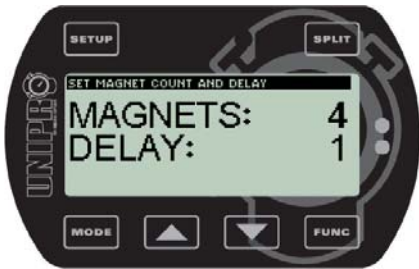 SETUP
SPLIT
SET MAGNET COUNT AND DELAY
MAGNETS: 4
DELAY: 1
UNIPRO
MODE
FUNC